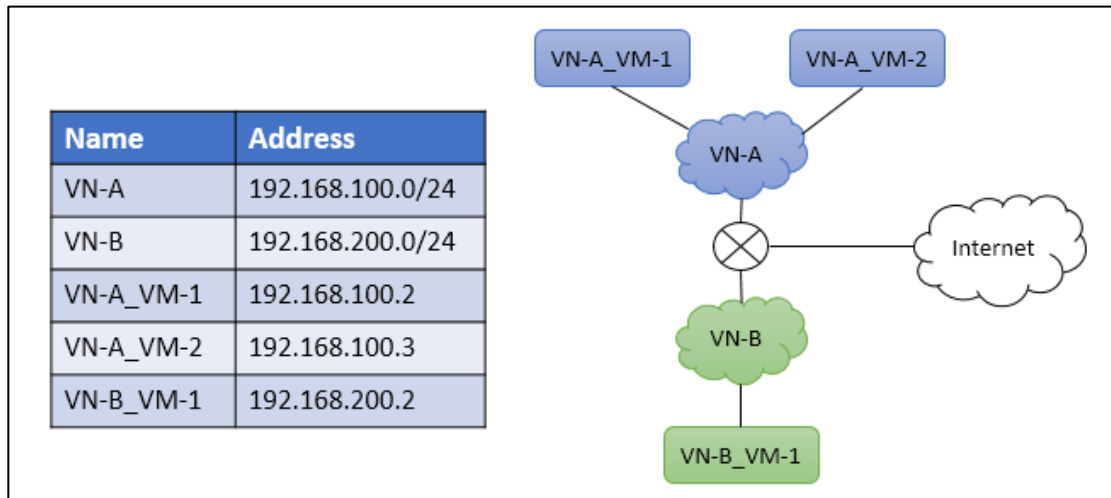 Name Address
VN-A 192.168.100.0/24
VN-B 192.168.200.0/24
VN-A_VM-1 192.168.100.2
VN-A_VM-2 192.168.100.3
VN-B_VM-1 192.168.200.2
VN-A_VM-1
VN-A_VM-2
VN-A
Internet
VN-B
VN-B_VM-1